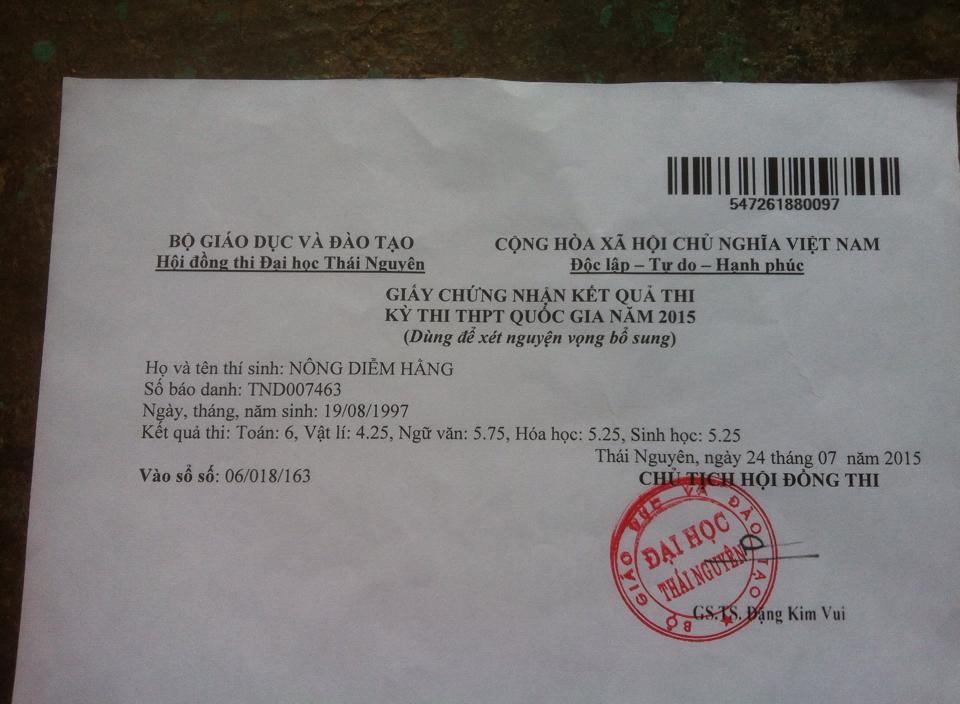 547261880097
BỘ GIÁO DỤC VÀ ĐÀO TẠO
Hội đồng thi Đại học Thái Nguyên
CỘNG HÒA XÃ HỘI CHỦ NGHĨA VIỆT NAM
Độc lập – Tự do – Hạnh phúc
GIẤY CHỨNG NHẬN KẾT QUẢ THI
KỲ THI THPT QUỐC GIA NĂM 2015
(Dùng để xét nguyện vọng bổ sung)
Họ và tên thí sinh: NÔNG DIỄM HẰNG
Số báo danh: TND007463
Ngày, tháng, năm sinh: 19/08/1997
Kết quả thi: Toán: 6, Vật lí: 4.25, Ngữ văn: 5.75, Hóa học: 5.25, Sinh học: 5.25
Thái Nguyên, ngày 24 tháng 07 năm 2015
Vào sổ số: 06/018/163
CHỦ TỊCH HỘI ĐỒNG THI
BỘ GIÁO DỤC VÀ ĐÀO TẠO
ĐẠI HỌC
THÁI NGUYÊN
GS.TS. Đặng Kim Vui